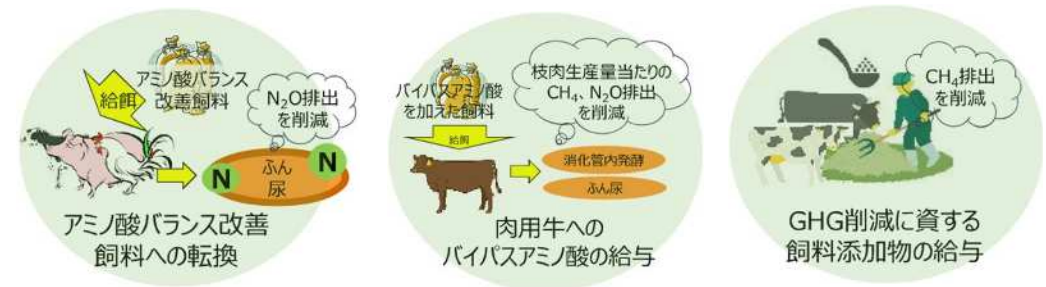 アミノ酸バランス
改善飼料
給餌
N₂O排出
を削減
N
ふん
尿
N
アミノ酸バランス改善
飼料への転換
バイパスアミノ酸
を加えた飼料
給餌
枝肉生産量当たりの
CH₄、N₂O排出
を削減
消化管内発酵
ふん尿
肉用牛への
バイパスアミノ酸の給与
CH₄排出
を削減
GHG削減に資する
飼料添加物の給与